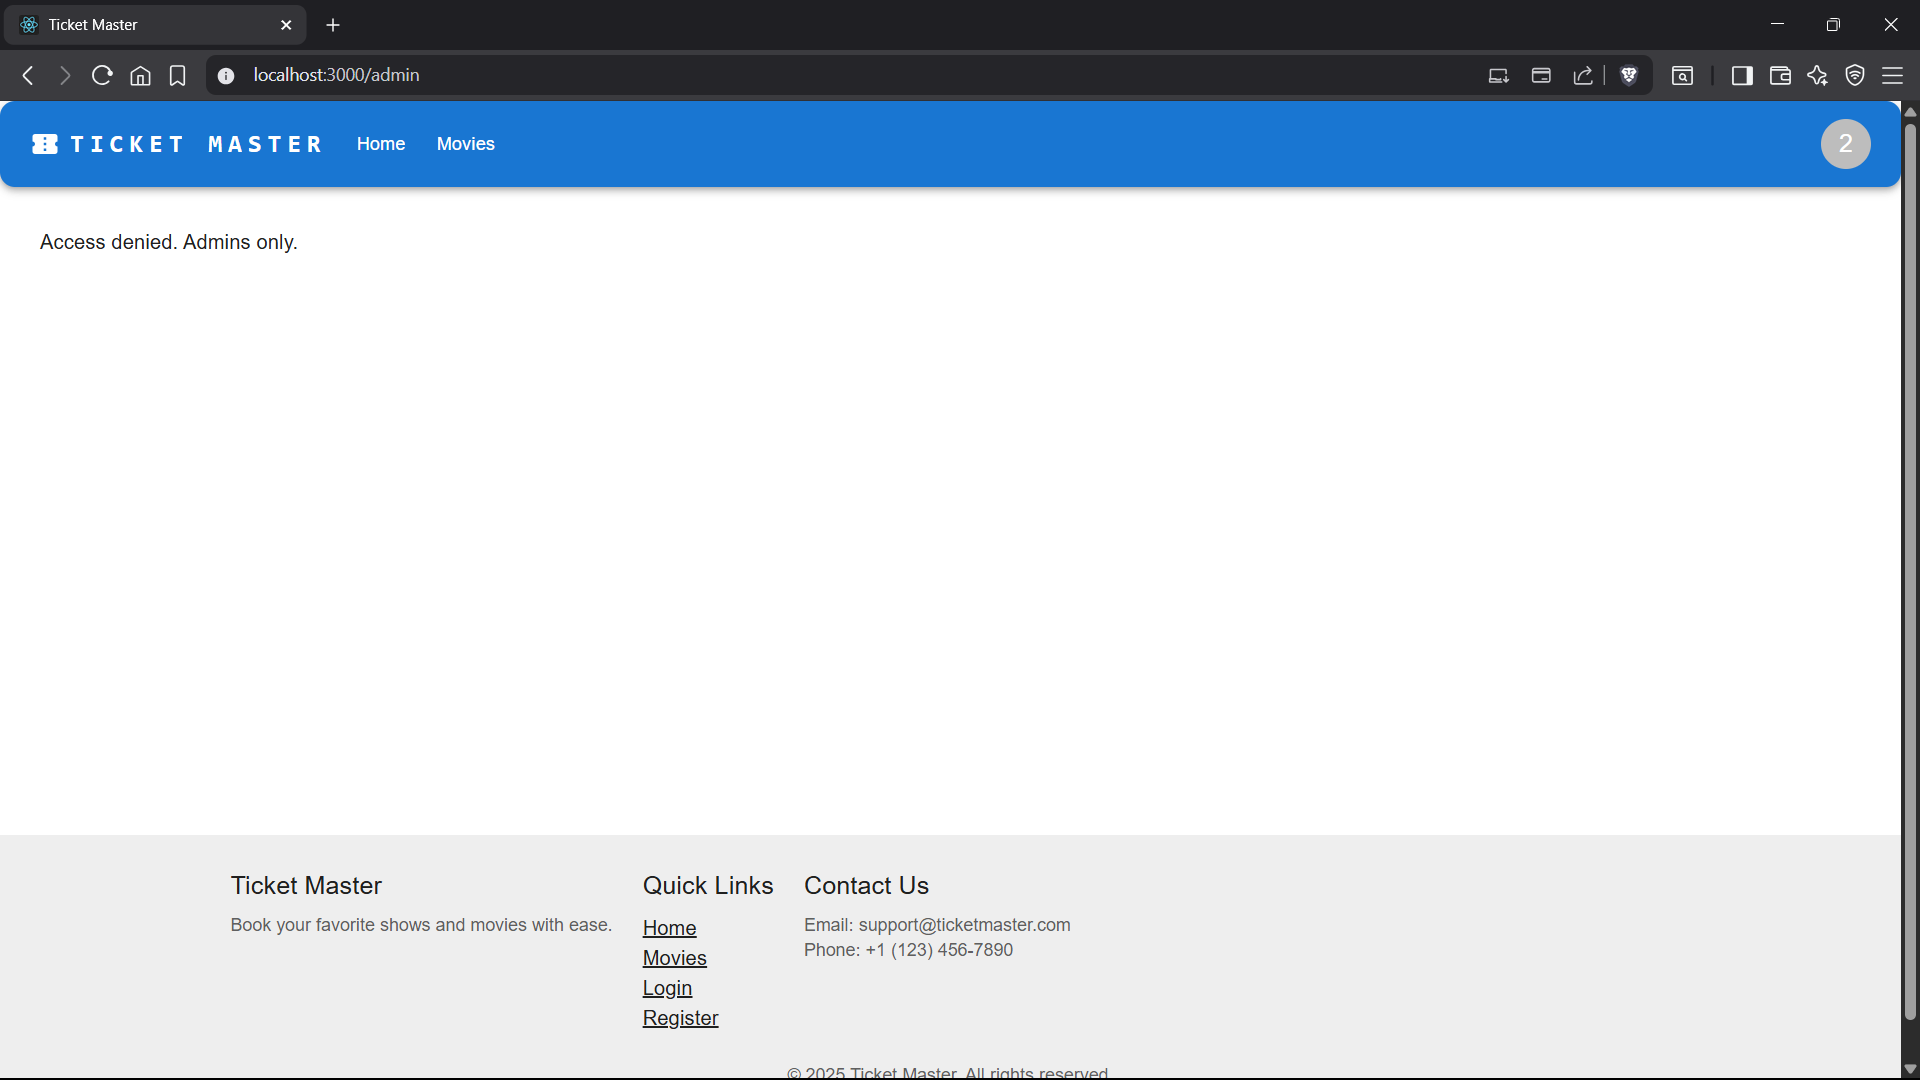 Ticket Master
localhost:3000/admin
TICKET MASTER Home Movies 2
Access denied. Admins only.
Ticket Master
Book your favorite shows and movies with ease.
Quick Links
Home
Movies
Login
Register
Contact Us
Email: support@ticketmaster.com
Phone: +1 (123) 456-7890
© 2025 Ticket Master. All rights reserved.